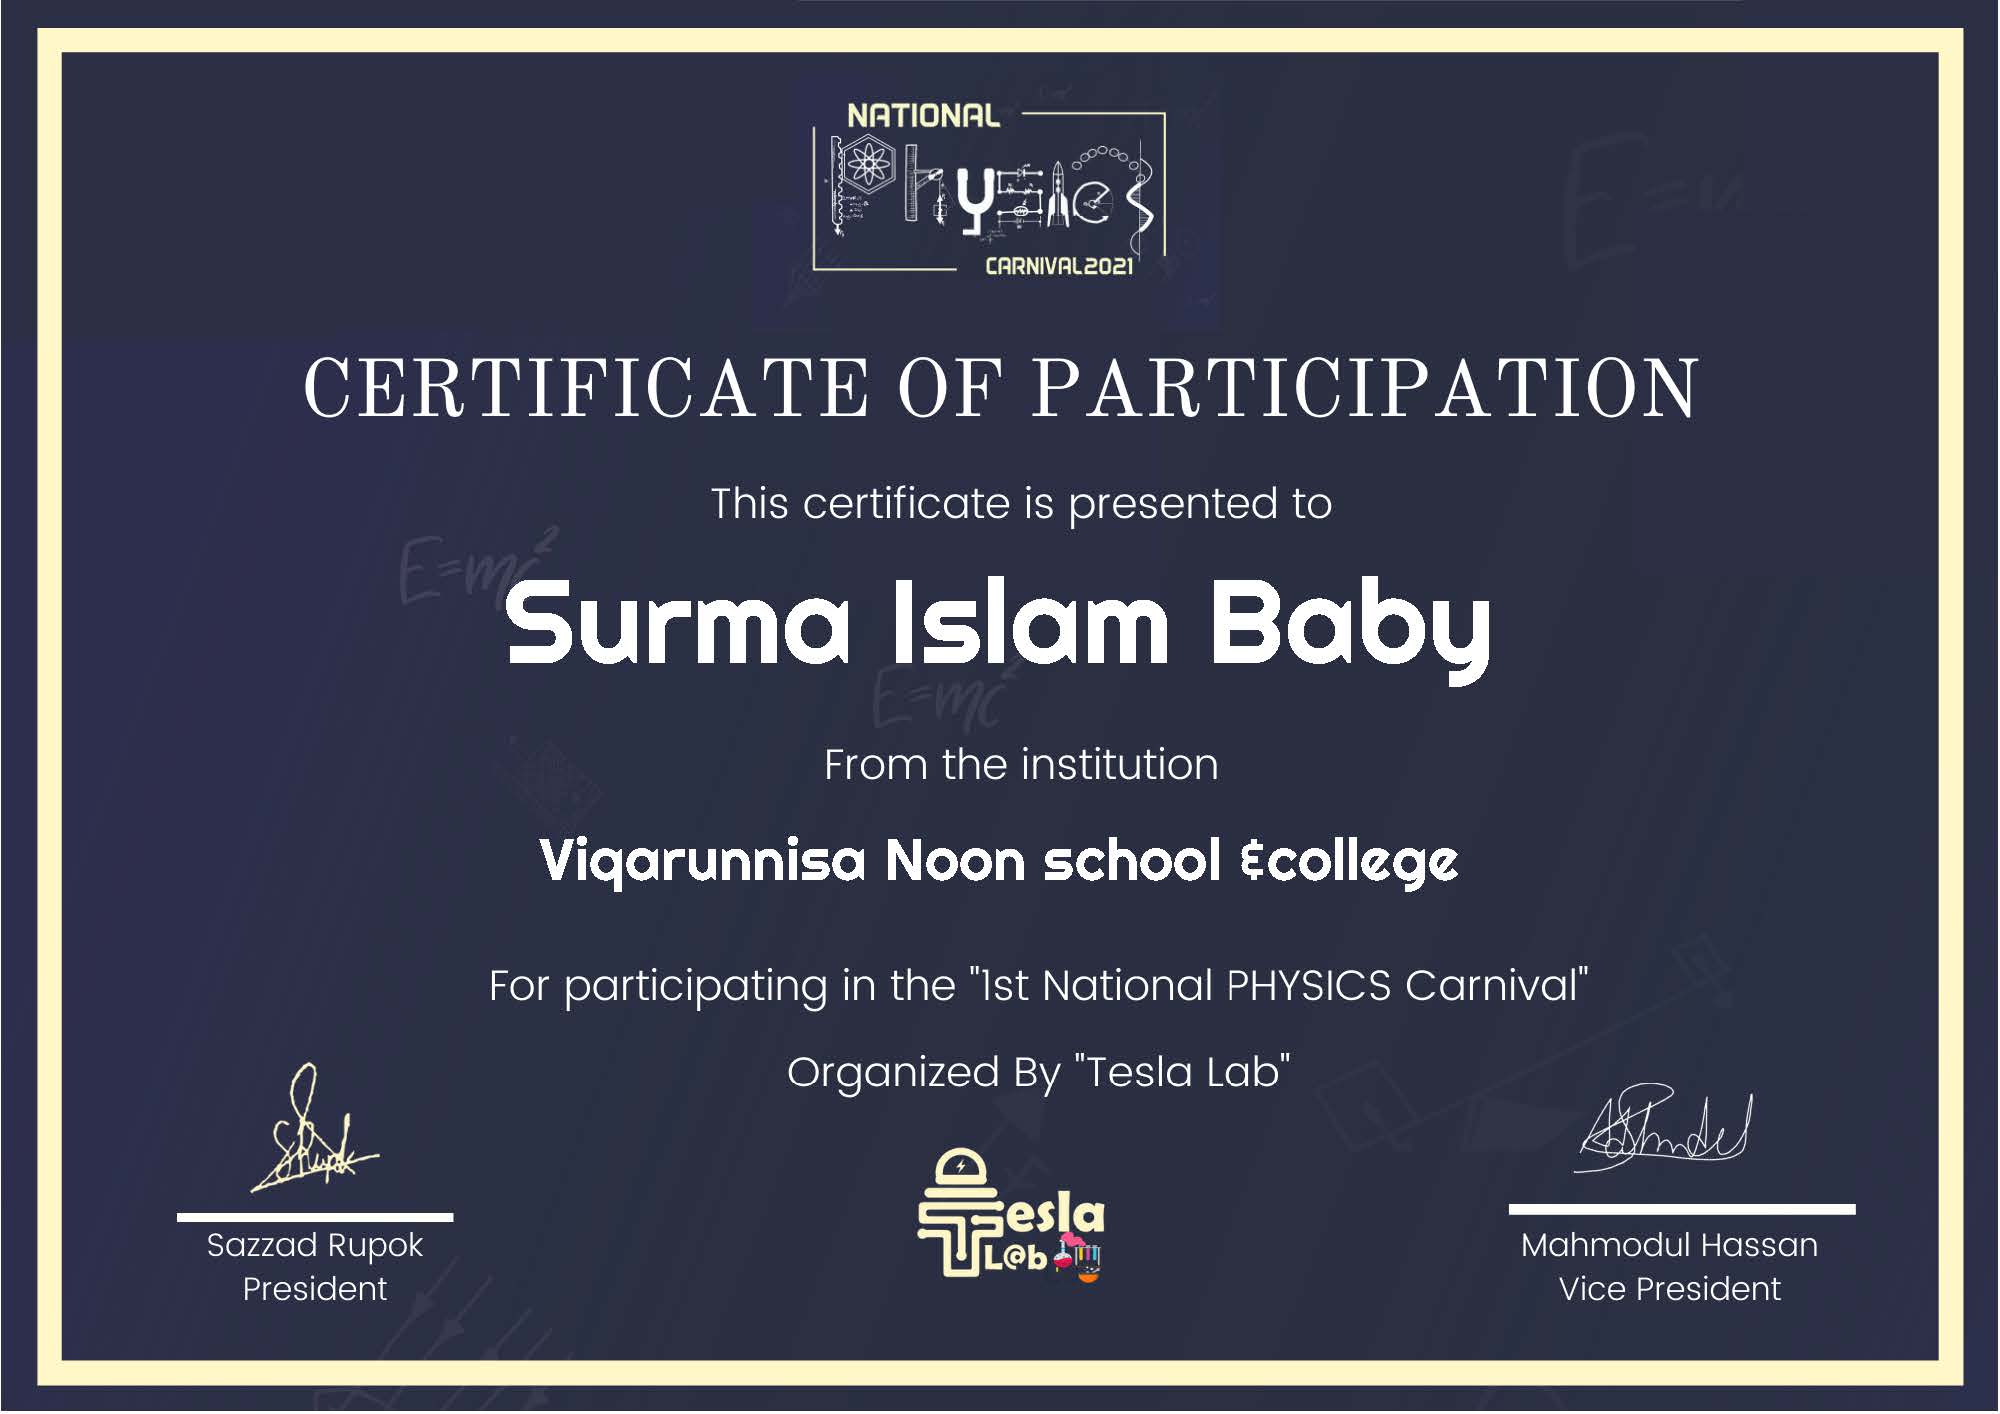 NATIONAL
Physics
CARNIVAL2021
CERTIFICATE OF PARTICIPATION
This certificate is presented to
E=mc²
Surma Islam Baby
E=mc²
From the institution
Viqarunnisa Noon school &college
For participating in the "1st National PHYSICS Carnival"
Organized By "Tesla Lab"
Tesla
L@b
Sazzad Rupok
President
Mahmodul Hassan
Vice President